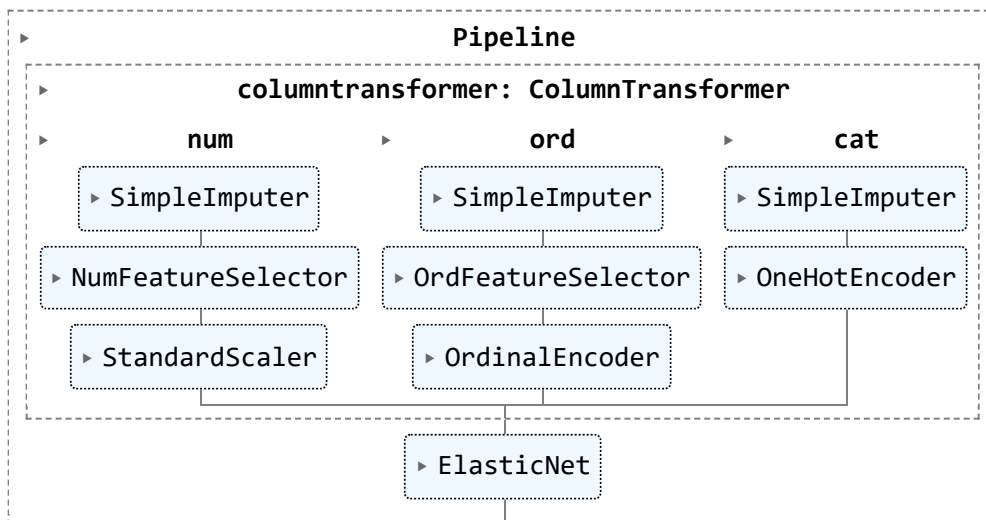 Pipeline
columntransformer: ColumnTransformer
num ord cat
SimpleImputer SimpleImputer SimpleImputer
NumFeatureSelector OrdFeatureSelector OneHotEncoder
StandardScaler OrdinalEncoder
ElasticNet